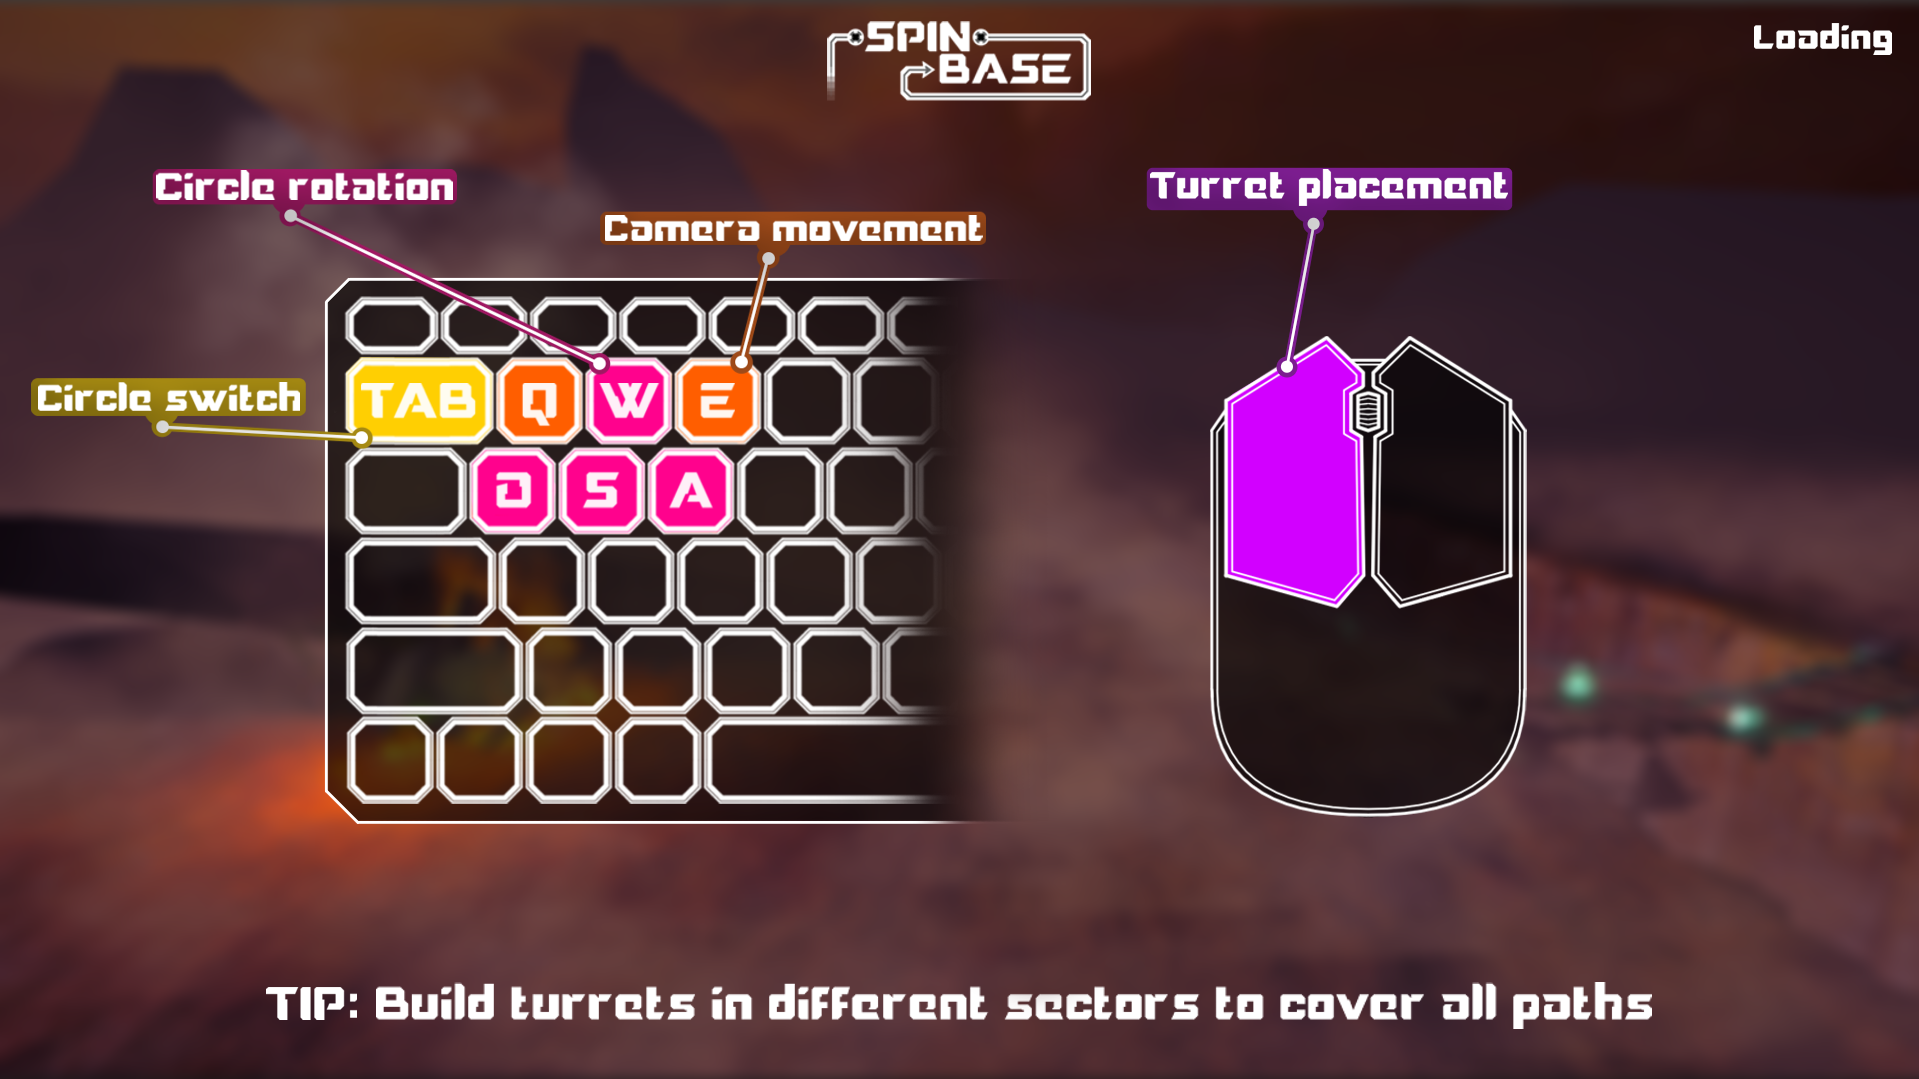 SPIN
BASE
Loading
Circle rotation
Turret placement
Camera movement
Circle switch
TAB Q W E
D S A
TIP: Build turrets in different sectors to cover all paths